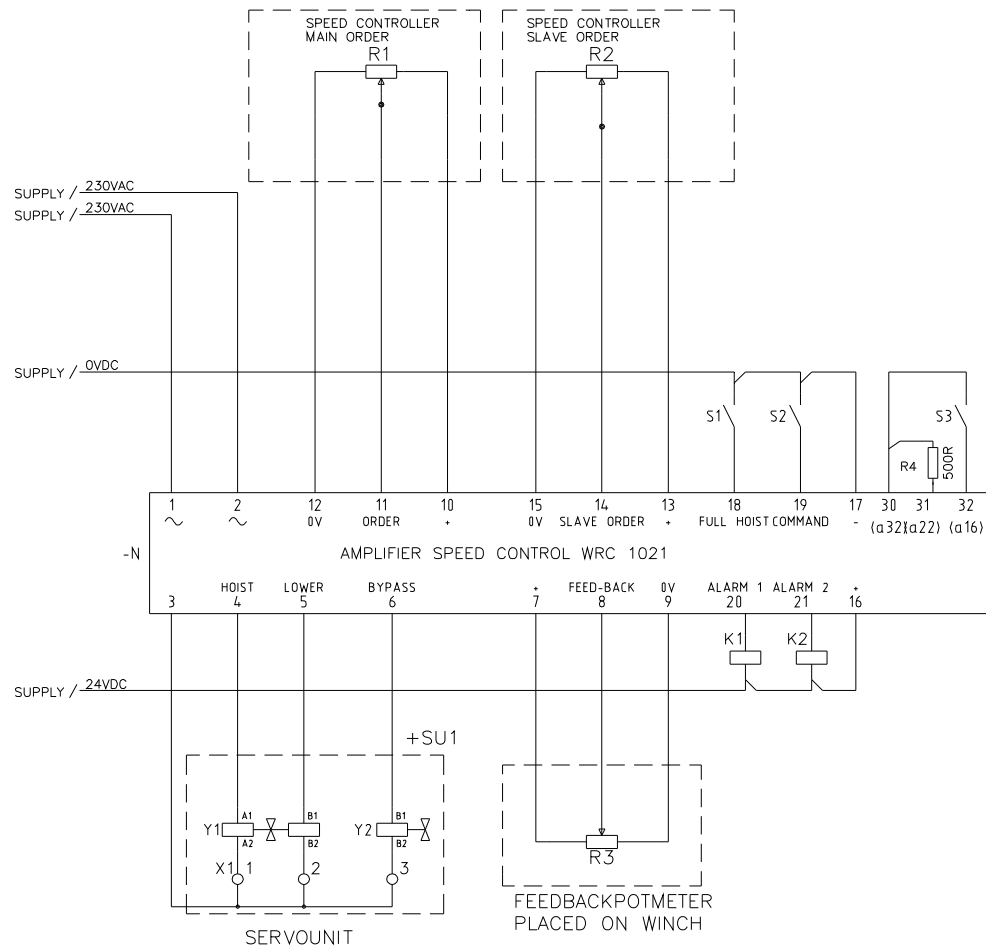 SPEED CONTROLLER
MAIN ORDER
R1
SPEED CONTROLLER
SLAVE ORDER
R2
SUPPLY / 230VAC
SUPPLY / 230VAC
SUPPLY / 0VDC
S1
S2
S3
R4
500R
1 2 12 11 10 15 14 13 18 19 17 30 31 32
0V ORDER + 0V SLAVE ORDER + FULL HOIST COMMAND - (a32)(a22) (a16)
-N
AMPLIFIER SPEED CONTROL WRC 1021
HOIST LOWER BYPASS + FEED-BACK 0V ALARM 1 ALARM 2 +
3 4 5 6 7 8 9 20 21 16
K1
K2
SUPPLY / 24VDC
+SU1
Y1
A1
A2
B1
B2
Y2
B1
B2
X1 1
2
3
R3
SERVOUNIT
FEEDBACKPOTMETER
PLACED ON WINCH